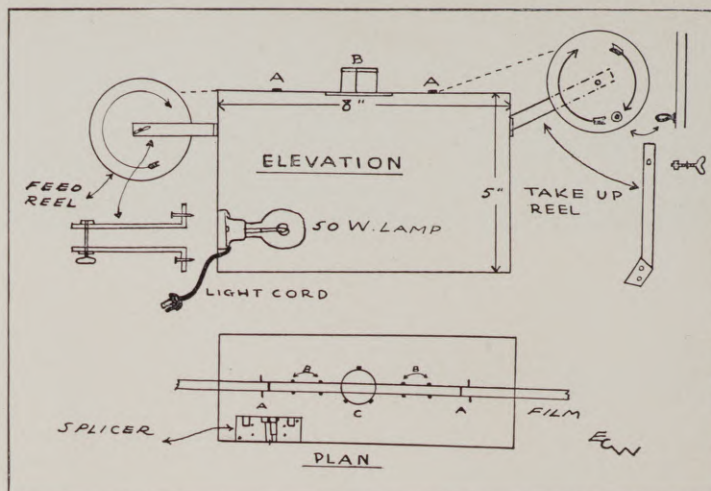 B
A
A
8"
ELEVATION
5"
FEED
REEL
TAKE UP
REEL
50 W. LAMP
LIGHT CORD
B
B
A
C
A
FILM
SPLICER
PLAN
ECW